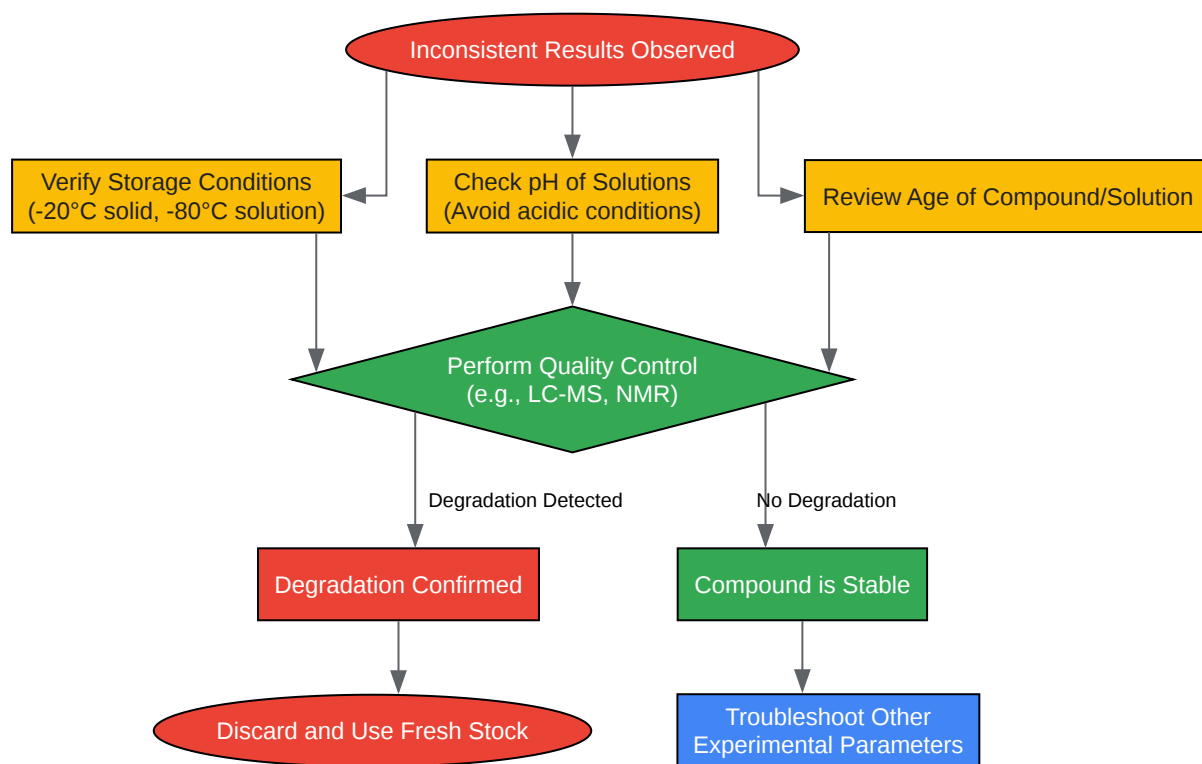 Inconsistent Results Observed
Verify Storage Conditions
(-20°C solid, -80°C solution)
Check pH of Solutions
(Avoid acidic conditions)
Review Age of Compound/Solution
Perform Quality Control
(e.g., LC-MS, NMR)
Degradation Detected
No Degradation
Degradation Confirmed
Compound is Stable
Discard and Use Fresh Stock
Troubleshoot Other
Experimental Parameters